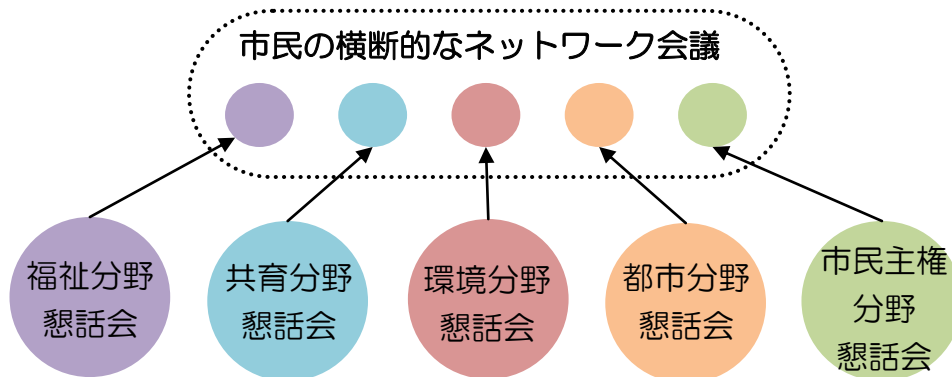 市民の横断的なネットワーク会議
福祉分野
懇話会
共育分野
懇話会
環境分野
懇話会
都市分野
懇話会
市民主権
分野
懇話会